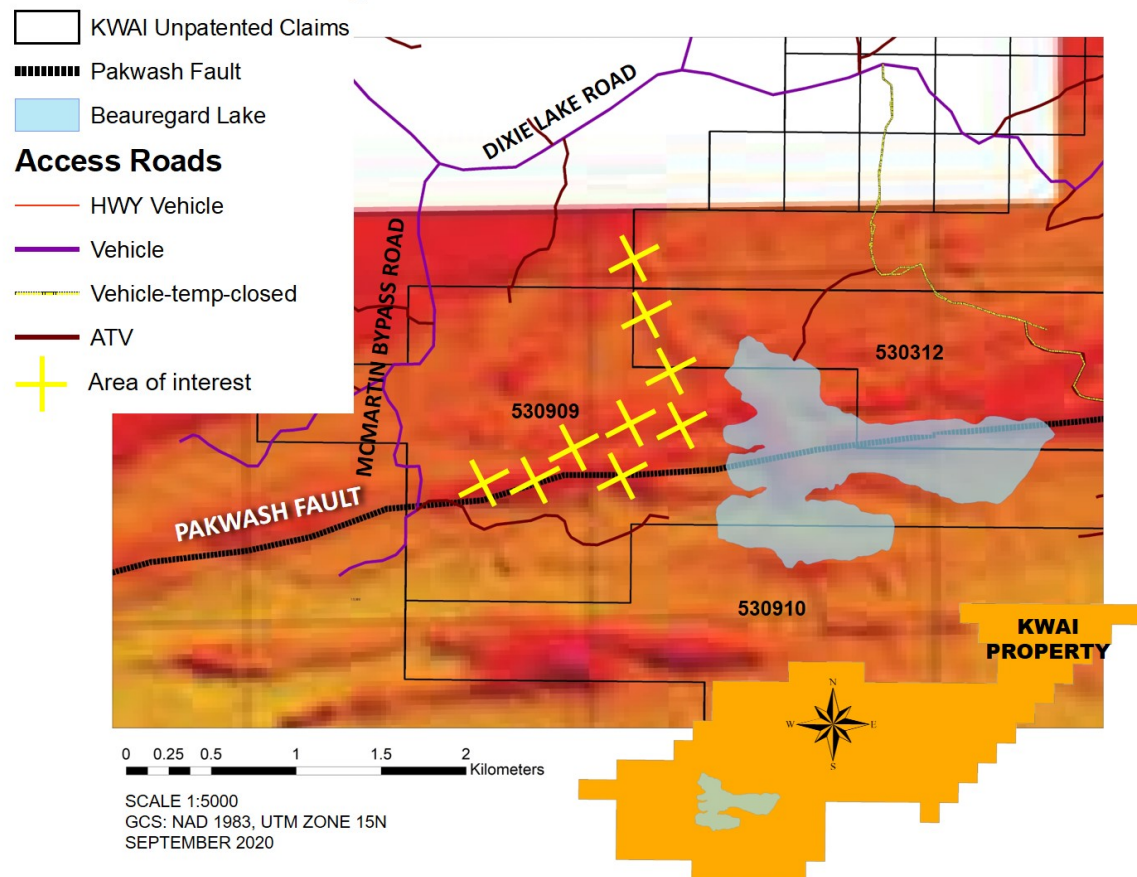 KWAI Unpatented Claims
Pakwash Fault
Beauregard Lake
Access Roads
HWY Vehicle
Vehicle
Vehicle-temp-closed
ATV
Area of interest
DIXIE LAKE ROAD
MCMARTIN BYPASS ROAD
530312
530909
PAKWASH FAULT
530910
KWAI
PROPERTY
N
W E
S
0 0.25 0.5 1 1.5 2
Kilometers
SCALE 1:5000
GCS: NAD 1983, UTM ZONE 15N
SEPTEMBER 2020